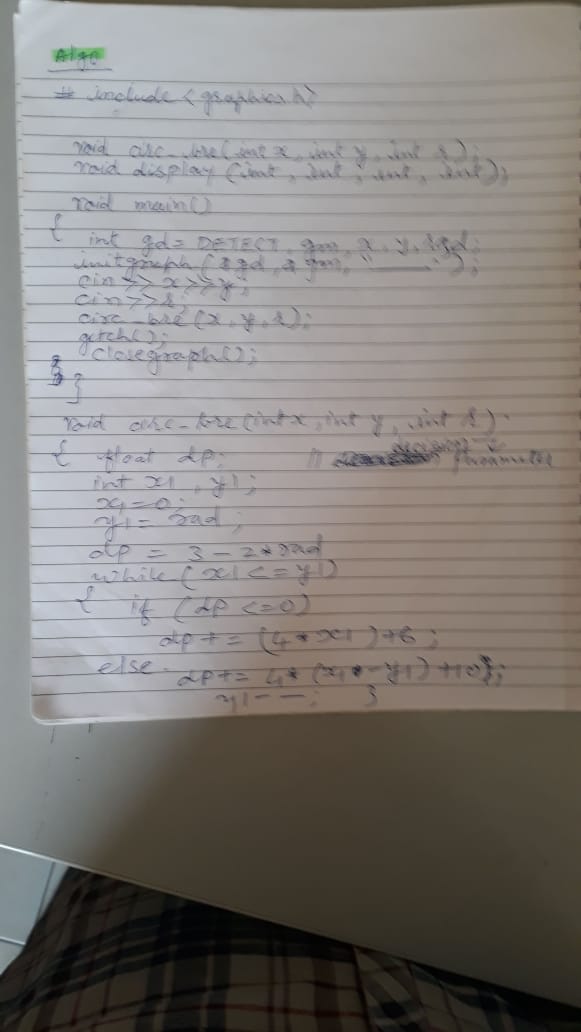 Algo
# include <graphics.h>
void circ_bre(int x, int y, int r);
void display (int, int, int, int);
void main()
{ int gd = DETECT, gm, x, y, rad;
initgraph (&gd, &gm, " ");
cin>>x>>y;
cin>>r;
circ_bre (x, y, r);
getch();
closegraph();
}
}
void circ_bre(int x, int y, int r)
{ float dp; // decision parameter
int x1, y1;
x1=0;
y1 = rad;
dp = 3 - 2*rad
while (x1 <= y1)
{ if (dp <=0)
dp += (4*x1)+6;
else dp+= 4* (x1 - y1) +10;
y1--; }